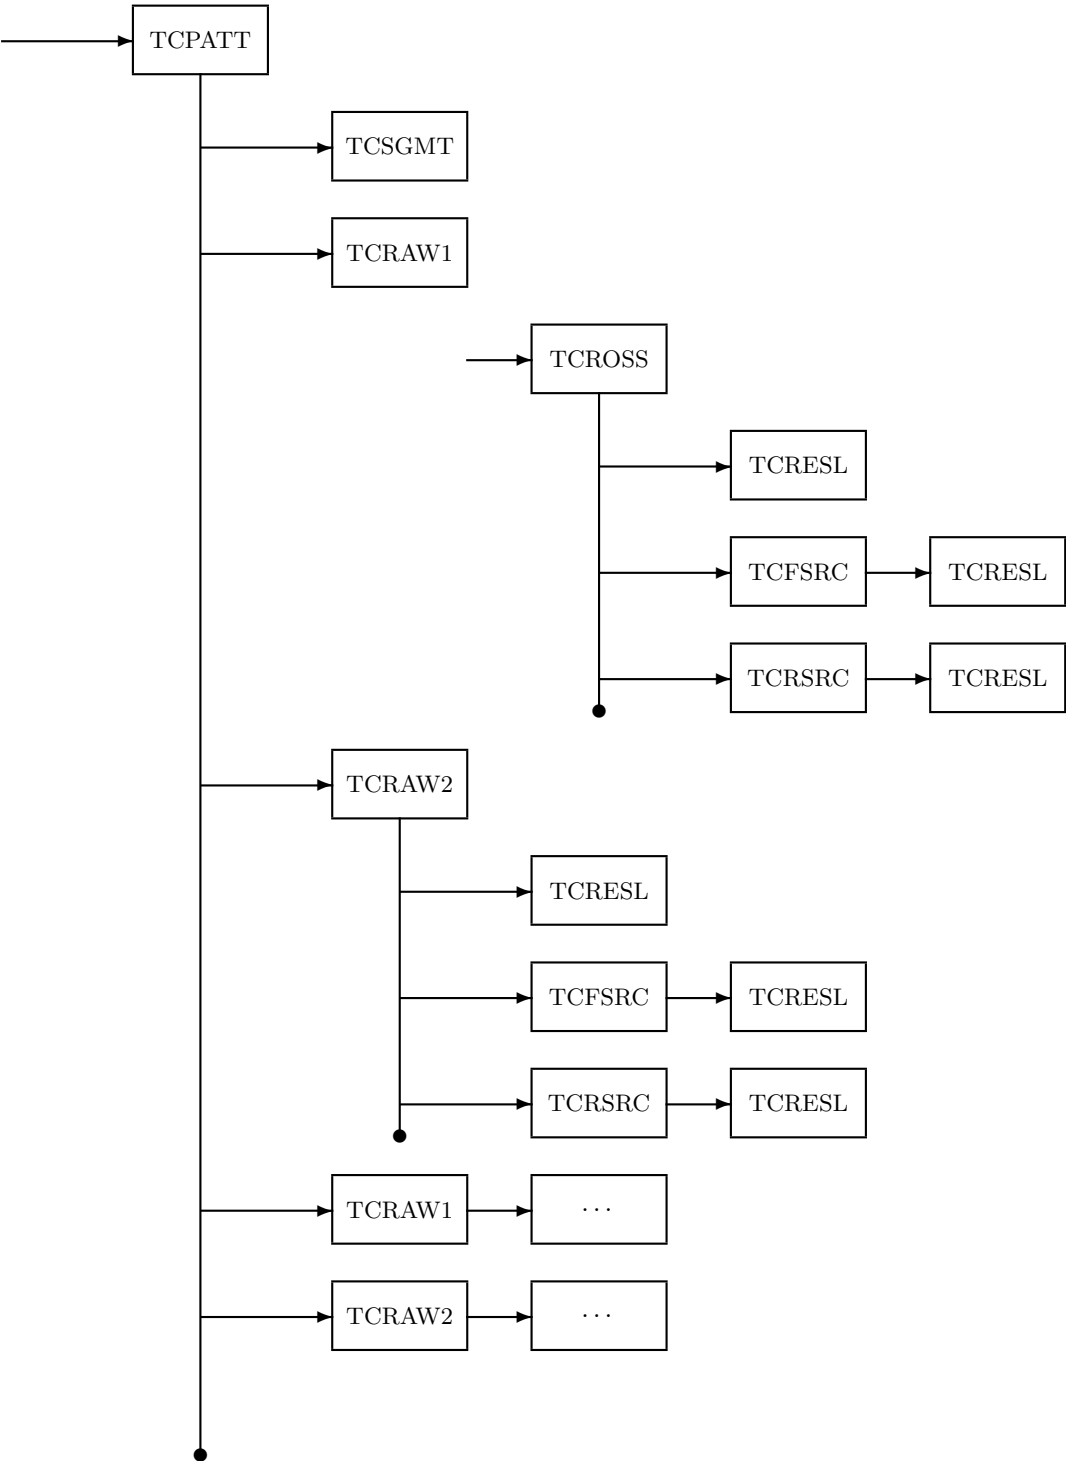 TCPATT
TCSGMT
TCRAW1
TCROSS
TCRESL
TCFSRC TCRESL
TCRSRC TCRESL
TCRAW2
TCRESL
TCFSRC TCRESL
TCRSRC TCRESL
TCRAW1 ...
TCRAW2 ...